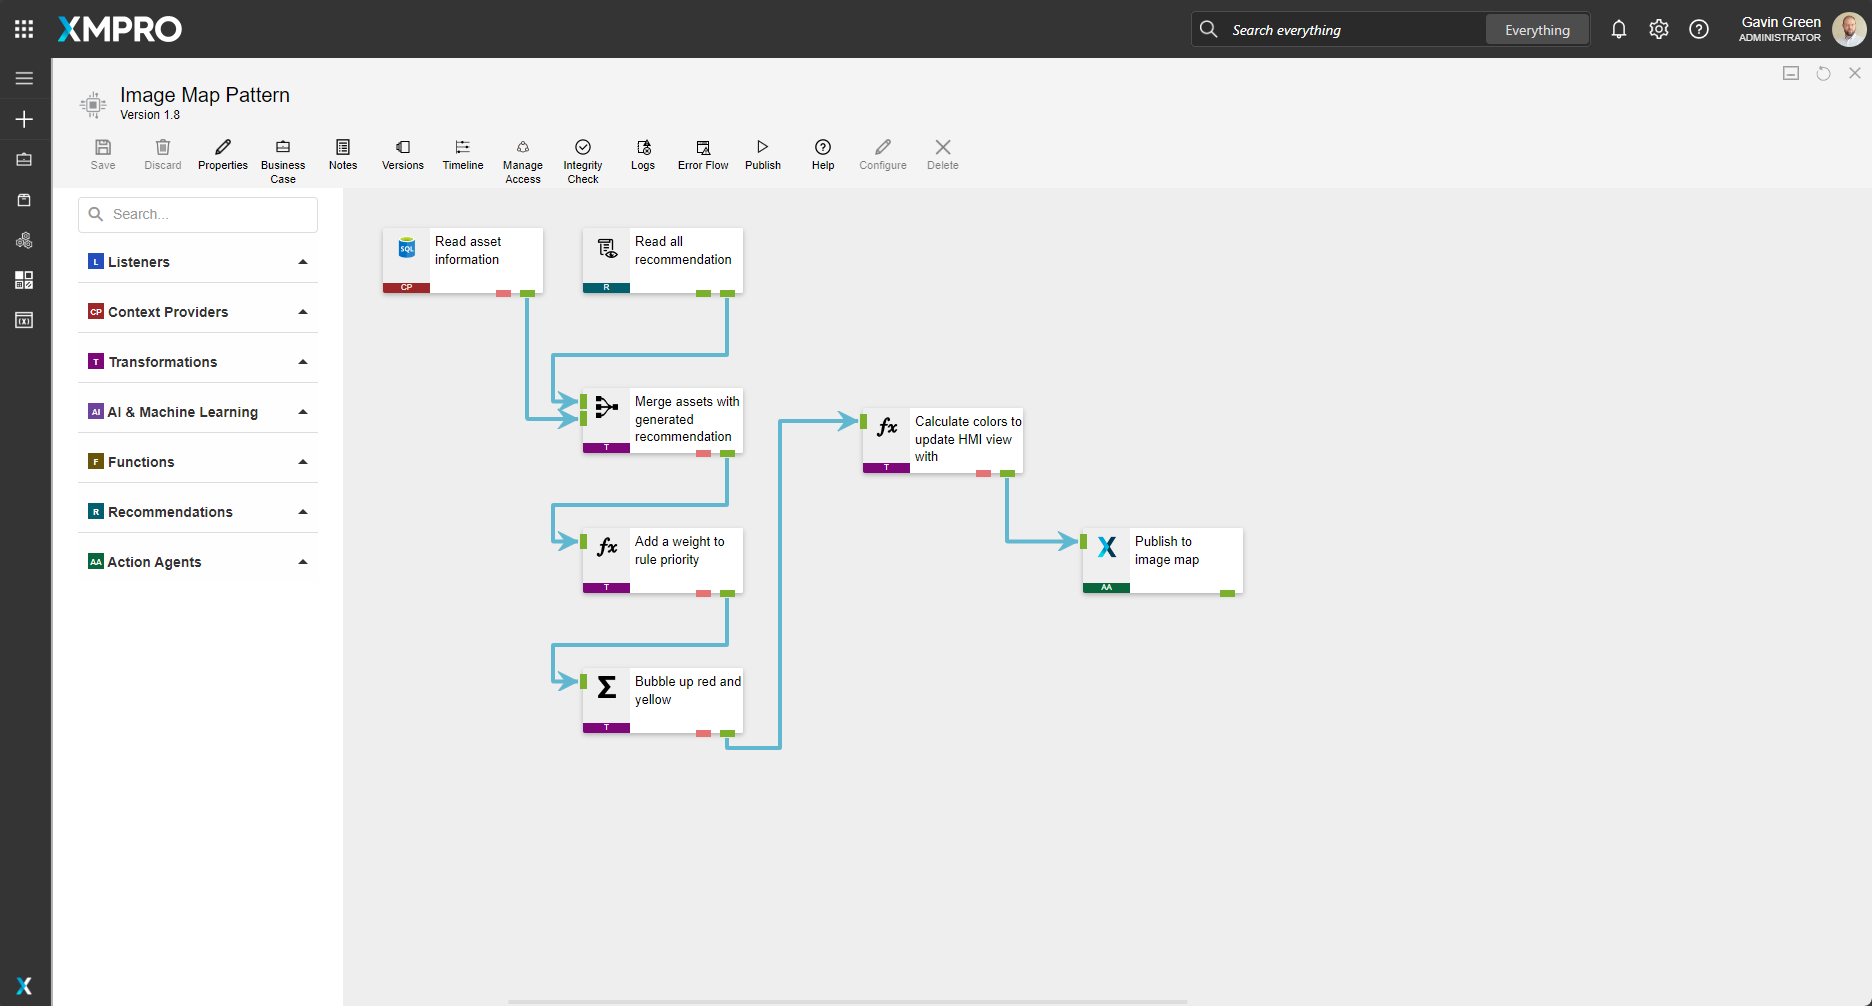 XMPRO
Search everything
Everything
Gavin Green
ADMINISTRATOR
Image Map Pattern
Version 1.8
Save
Discard
Properties
Business
Case
Notes
Versions
Timeline
Manage
Access
Integrity
Check
Logs
Error Flow
Publish
Help
Configure
Delete
Search...
L Listeners
CP Context Providers
T Transformations
AI AI & Machine Learning
F Functions
R Recommendations
AA Action Agents
SQL
Read asset
information
CP
Read all
recommendation
R
Merge assets with
generated
recommendation
T
fx
Add a weight to
rule priority
T
Σ
Bubble up red and
yellow
T
fx
Calculate colors to
update HMI view
with
T
X
Publish to
image map
AA
(X)
X